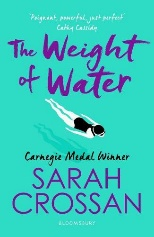 'Poignant, powerful, just perfect'
Cathy Cassidy
The Weight
of Water
Carnegie Medal Winner
SARAH
CROSSAN
BLOOMSBURY